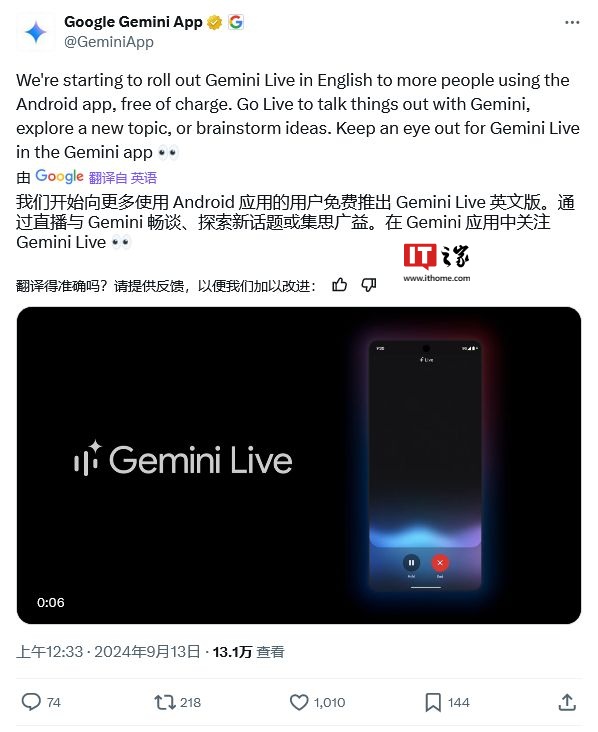 Google Gemini App
@GeminiApp
We're starting to roll out Gemini Live in English to more people using the
Android app, free of charge. Go Live to talk things out with Gemini,
explore a new topic, or brainstorm ideas. Keep an eye out for Gemini Live
in the Gemini app 👀
由 Google 翻译自 英语
我们开始向更多使用 Android 应用的用户免费推出 Gemini Live 英文版。通
过直播与 Gemini 畅谈、探索新话题或集思广益。在 Gemini 应用中关注
Gemini Live 👀
IT之家
www.ithome.com
翻译得准确吗？请提供反馈，以便我们加以改进：
Live
Gemini Live
Hold
End
0:06
上午12:33 · 2024年9月13日 · 13.1万 查看
74
218
1,010
144